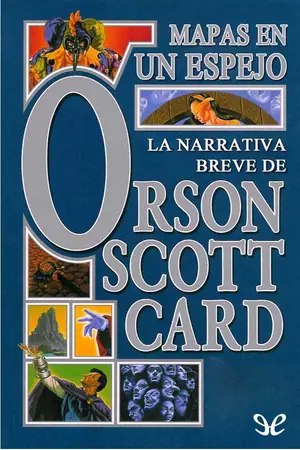 MAPAS EN
UN ESPEJO
LA NARRATIVA
BREVE DE
ORSON
SCOTT
CARD